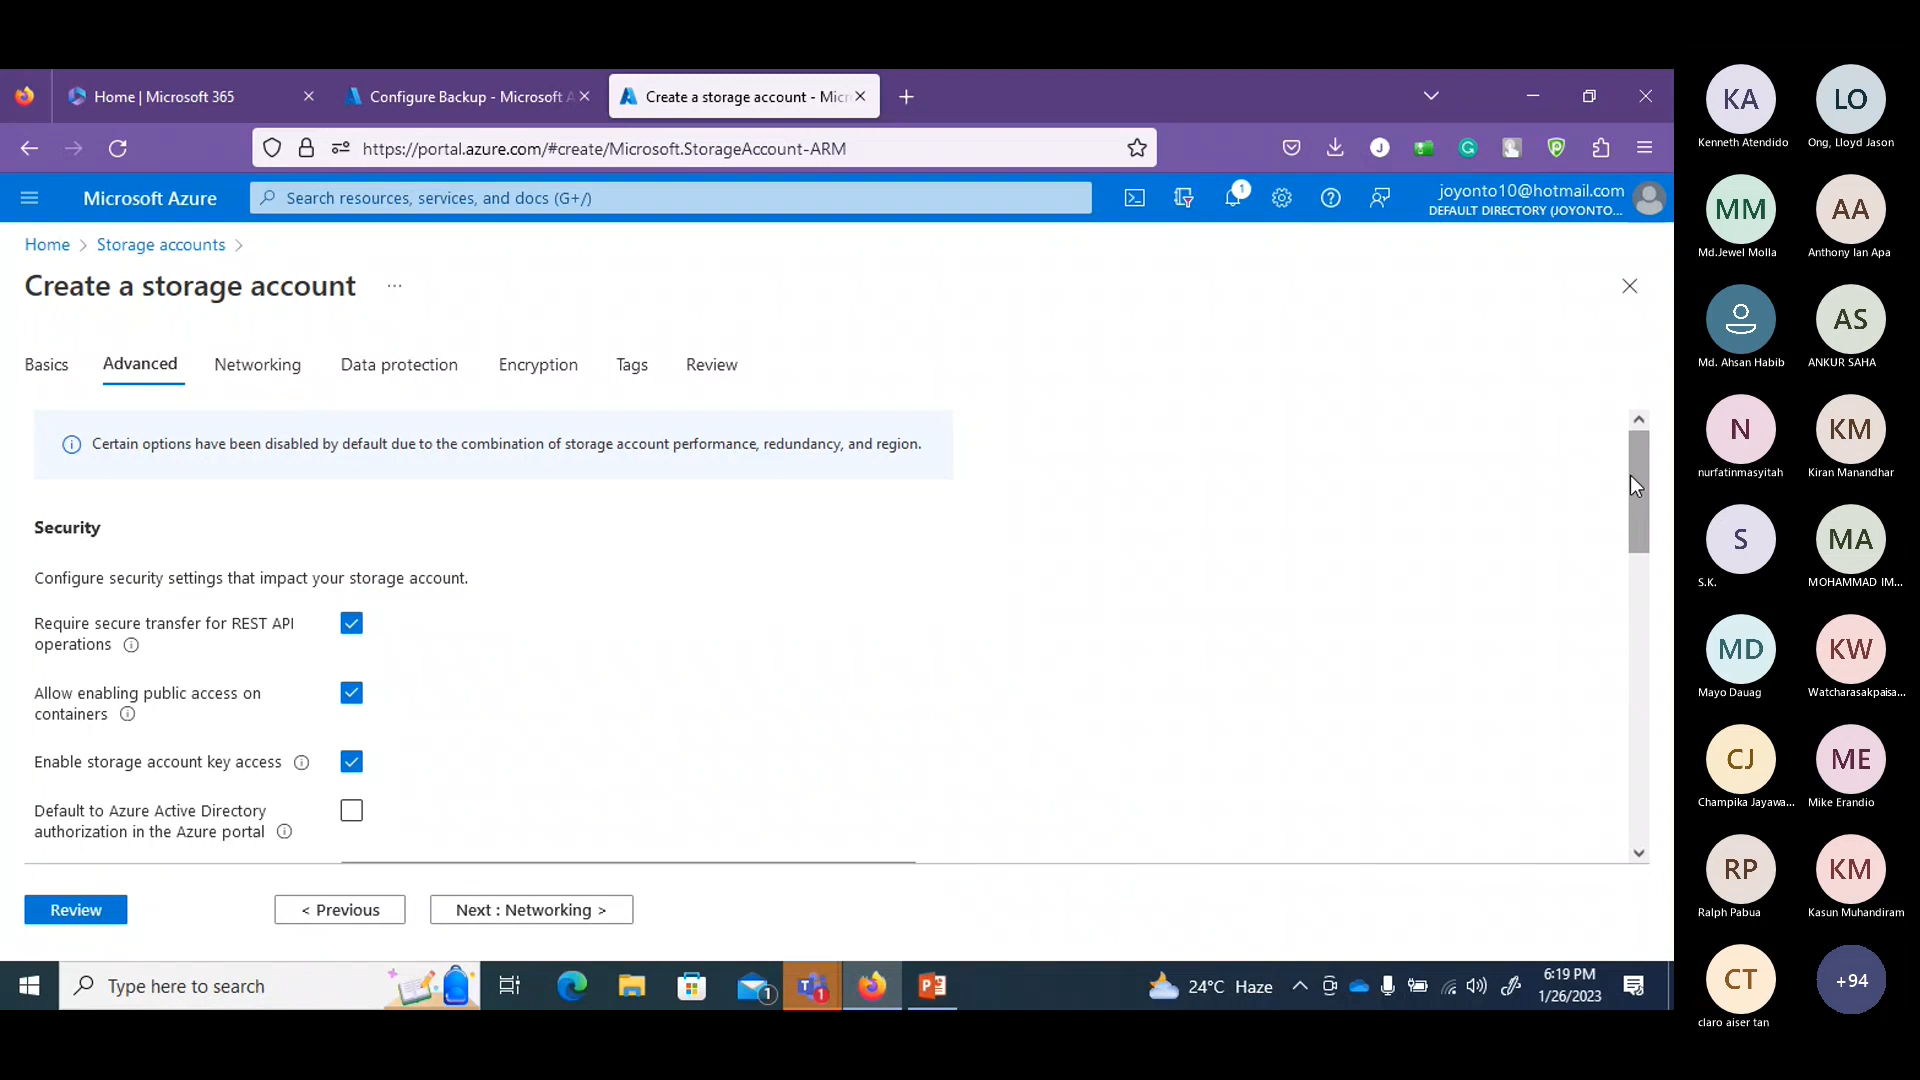 Home | Microsoft 365
Configure Backup - Microsoft A
Create a storage account - Micr
https://portal.azure.com/#create/Microsoft.StorageAccount-ARM
J
Microsoft Azure
Search resources, services, and docs (G+/)
1
joyonto10@hotmail.com
DEFAULT DIRECTORY (JOYONTO...
Home > Storage accounts >
Create a storage account ...
Basics
Advanced
Networking
Data protection
Encryption
Tags
Review
Certain options have been disabled by default due to the combination of storage account performance, redundancy, and region.
Security
Configure security settings that impact your storage account.
Require secure transfer for REST API
operations
Allow enabling public access on
containers
Enable storage account key access
Default to Azure Active Directory
authorization in the Azure portal
Review
< Previous
Next : Networking >
Type here to search
1
1
24°C Haze
6:19 PM
1/26/2023
KA
Kenneth Atendido
LO
Ong, Lloyd Jason
MM
Md.Jewel Molla
AA
Anthony Ian Apa
Md. Ahsan Habib
AS
ANKUR SAHA
N
nurfatinmasyitah
KM
Kiran Manandhar
S
S.K.
MA
MOHAMMAD IM...
MD
Mayo Dauag
KW
Watcharasakpaisa...
CJ
Champika Jayawa...
ME
Mike Erandio
RP
Ralph Pabua
KM
Kasun Muhandiram
CT
claro aiser tan
+94